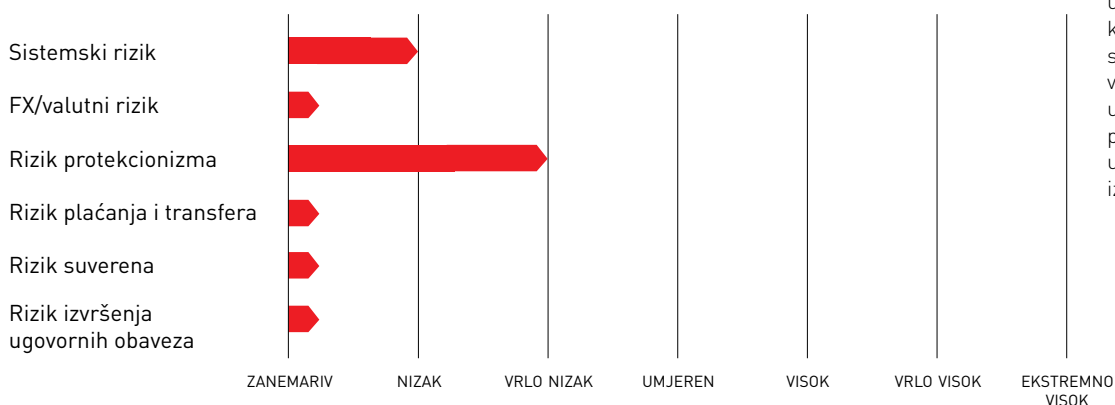 Sistemski rizik
FX/valutni rizik
Rizik protekcionizma
Rizik plaćanja i transfera
Rizik suverena
Rizik izvršenja
ugovornih obaveza
ZANEMARIV NIZAK VRLO NIZAK UMJEREN VISOK VRLO VISOK EKSTREMNO
VISOK